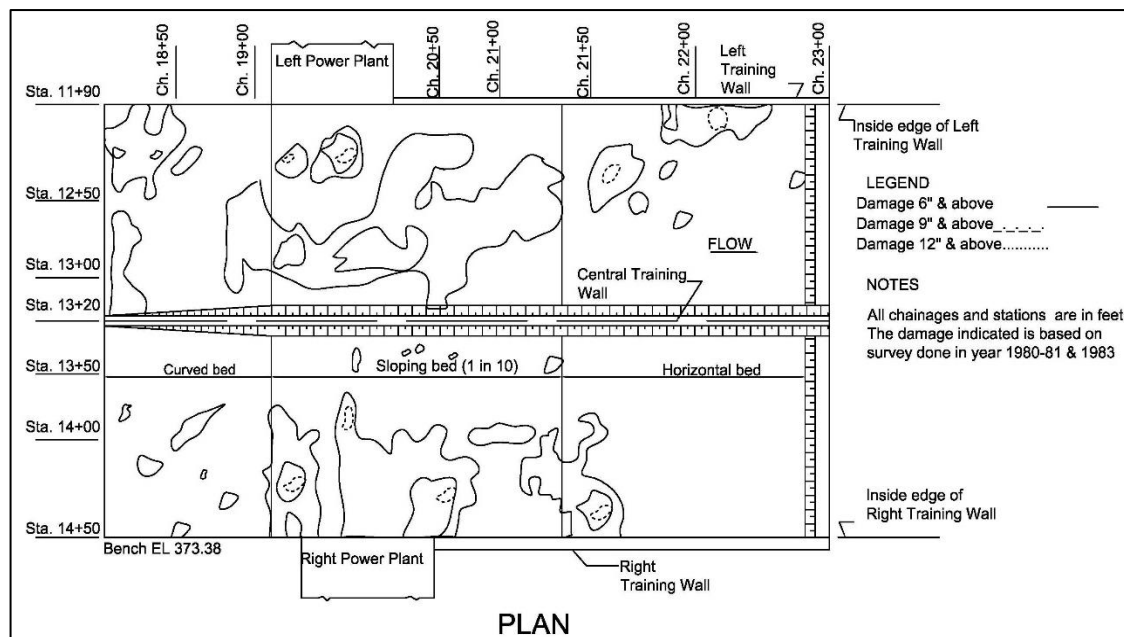 Ch. 18+50
Ch. 19+00
Left Power Plant
Ch. 20+50
Ch. 21+00
Ch. 21+50
Ch. 22+00
Left
Training
Wall
Ch. 23+00
Sta. 11+90
Inside edge of Left
Training Wall
LEGEND
Damage 6" & above
Damage 9" & above
Damage 12" & above
Sta. 12+50
FLOW
Sta. 13+00
Central Training
Wall
NOTES
Sta. 13+20
All chainages and stations are in feet
The damage indicated is based on
survey done in year 1980-81 & 1983
Sta. 13+50
Curved bed
Sloping bed (1 in 10)
Horizontal bed
Sta. 14+00
Inside edge of
Right Training Wall
Sta. 14+50
Bench EL 373.38
Right Power Plant
Right
Training Wall
PLAN